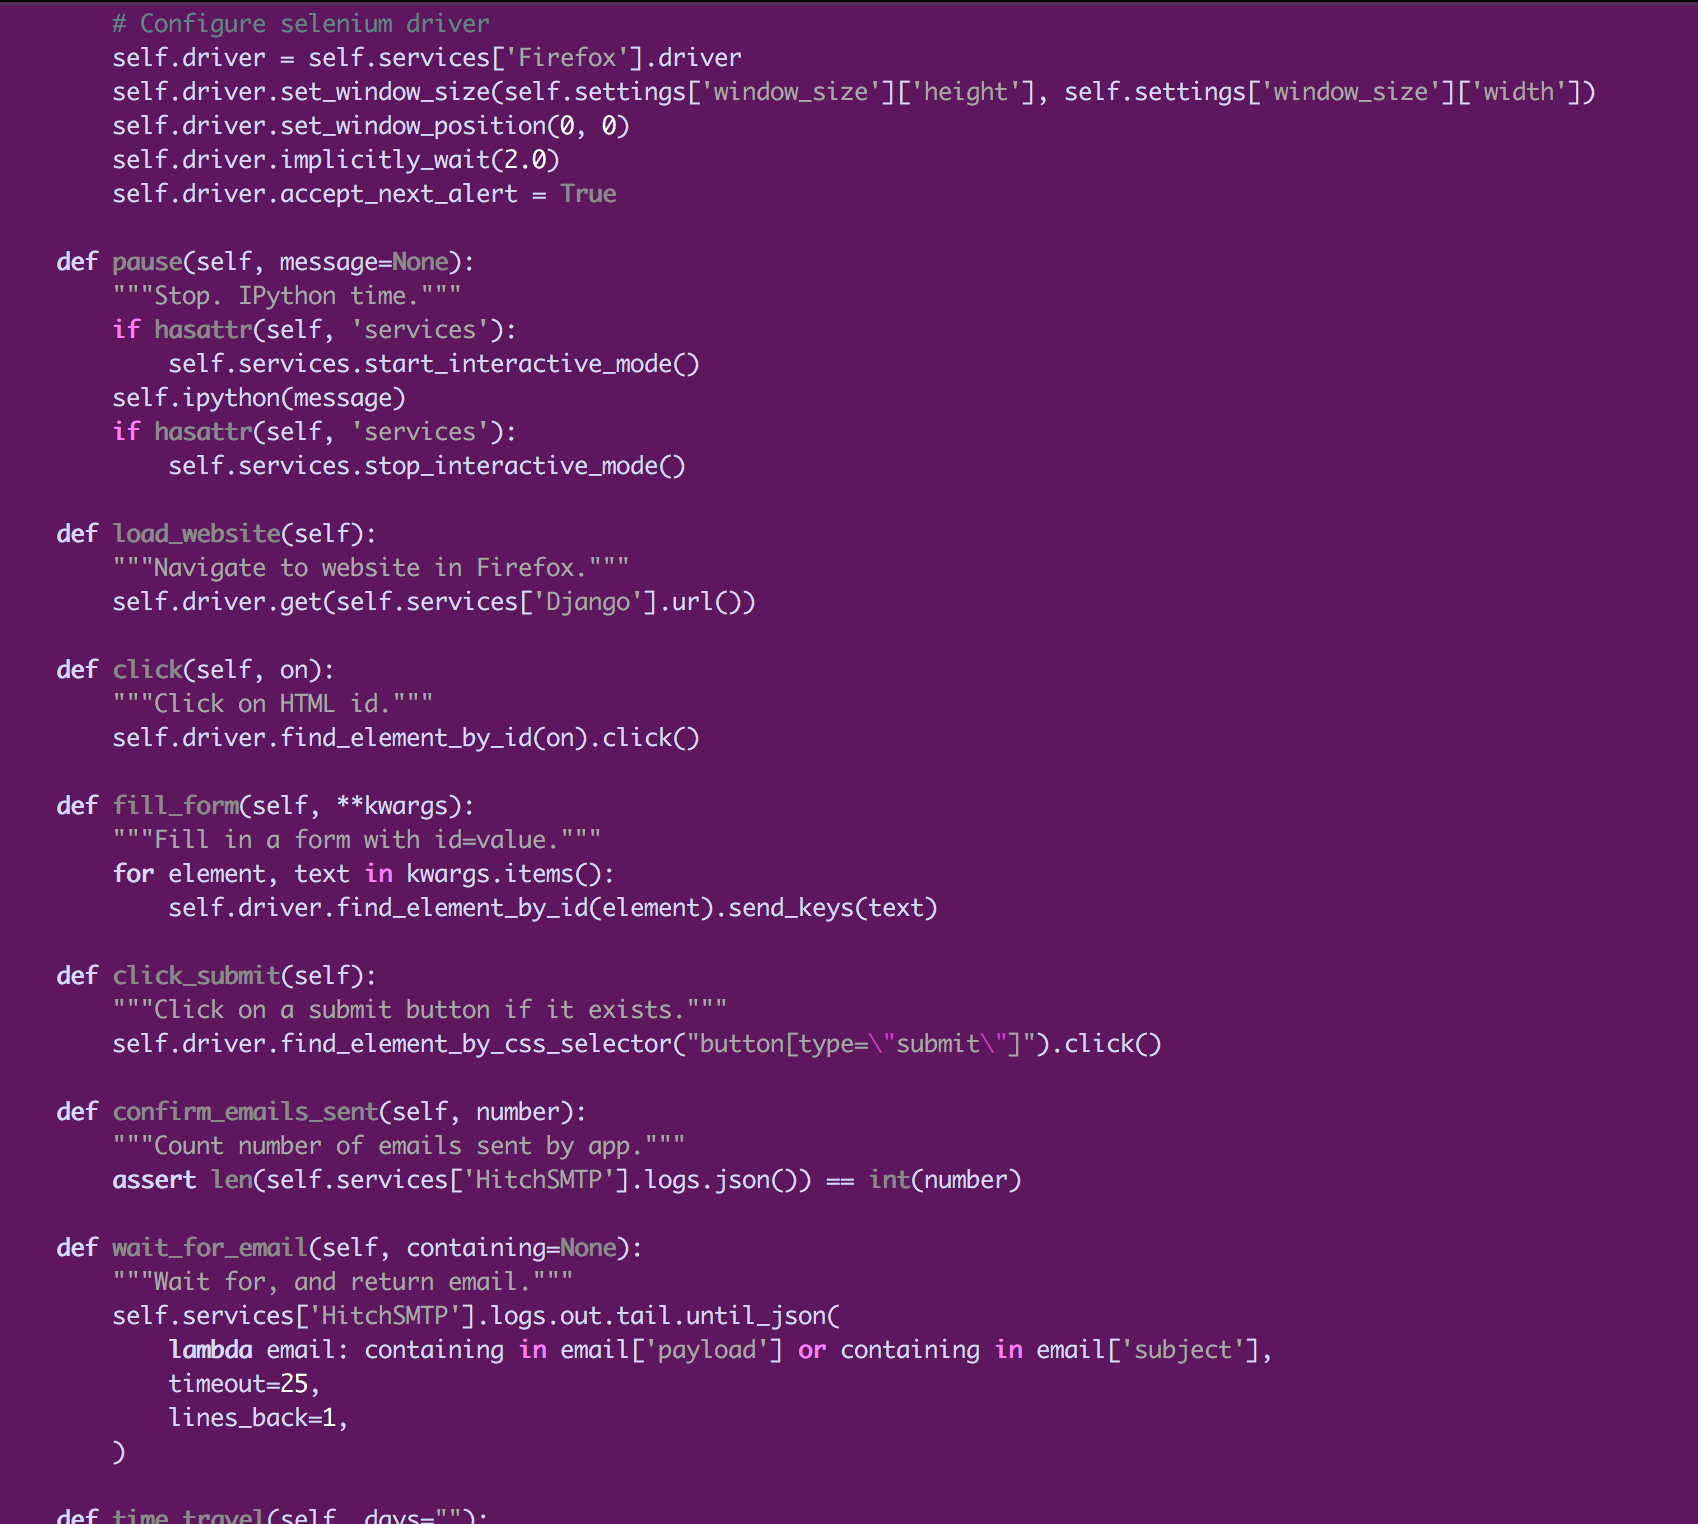 # Configure selenium driver
self.driver = self.services['Firefox'].driver
self.driver.set_window_size(self.settings['window_size']['height'], self.settings['window_size']['width'])
self.driver.set_window_position(0, 0)
self.driver.implicitly_wait(2.0)
self.driver.accept_next_alert = True
def pause(self, message=None):
"""Stop. IPython time."""
if hasattr(self, 'services'):
self.services.start_interactive_mode()
self.ipython(message)
if hasattr(self, 'services'):
self.services.stop_interactive_mode()
def load_website(self):
"""Navigate to website in Firefox."""
self.driver.get(self.services['Django'].url())
def click(self, on):
"""Click on HTML id."""
self.driver.find_element_by_id(on).click()
def fill_form(self, **kwargs):
"""Fill in a form with id=value."""
for element, text in kwargs.items():
self.driver.find_element_by_id(element).send_keys(text)
def click_submit(self):
"""Click on a submit button if it exists."""
self.driver.find_element_by_css_selector("button[type=\"submit\"]").click()
def confirm_emails_sent(self, number):
"""Count number of emails sent by app."""
assert len(self.services['HitchSMTP'].logs.json()) == int(number)
def wait_for_email(self, containing=None):
"""Wait for, and return email."""
self.services['HitchSMTP'].logs.out.tail.until_json(
lambda email: containing in email['payload'] or containing in email['subject'],
timeout=25,
lines_back=1,
)
def time_travel(self, days=""):